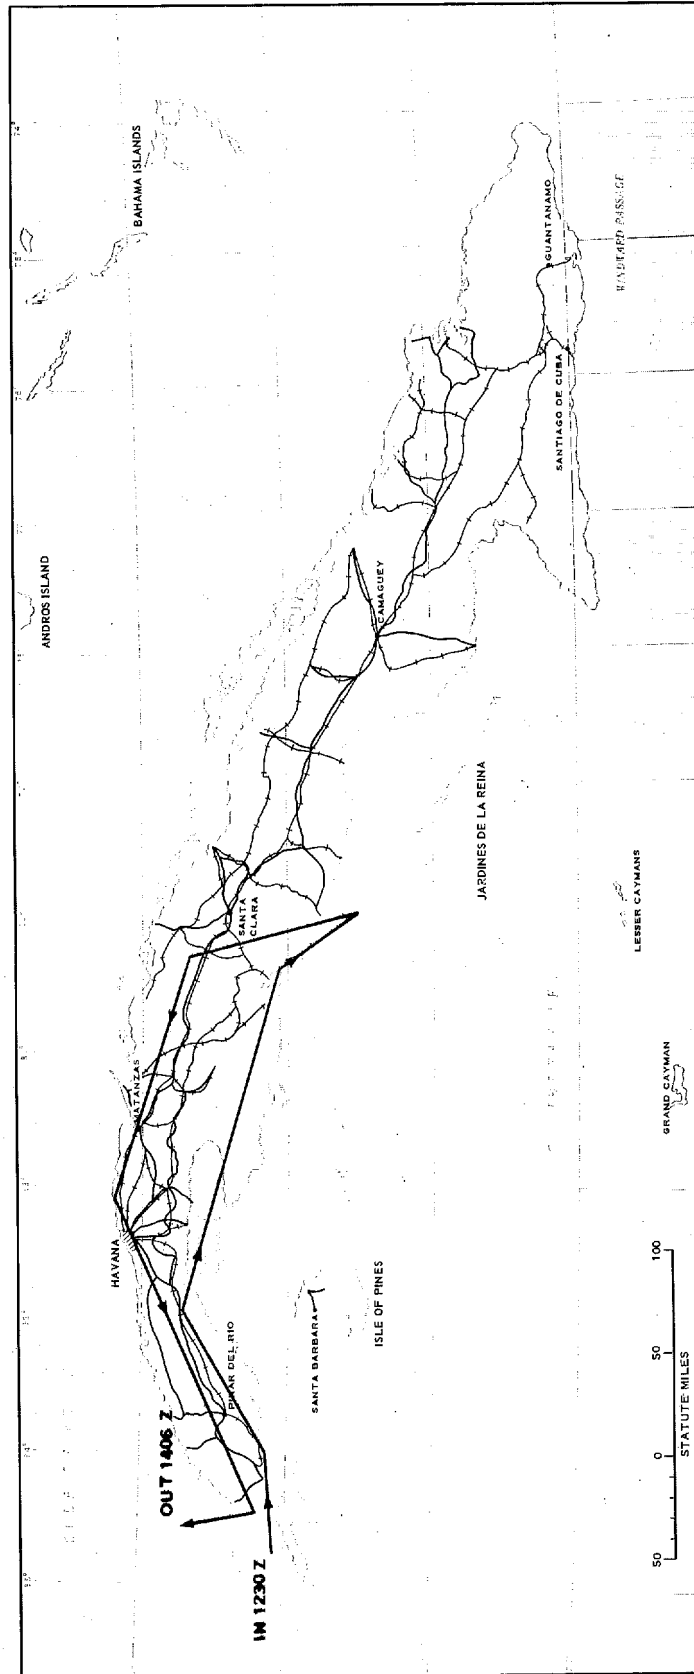 BAHAMA ISLANDS
ANDROS ISLAND
GUANTANAMO
WINDWARD PASSAGE
SANTIAGO DE CUBA
CAMAGUEY
JARDINES DE LA REINA
SANTA
CLARA
LESSER CAYMANS
MATANZAS
GRAND CAYMAN
HAVANA
ISLE OF PINES
SANTA BARBARA
PINAR DEL RIO
OUT 1406 Z
IN 1230 Z
50 0 50 100
STATUTE MILES